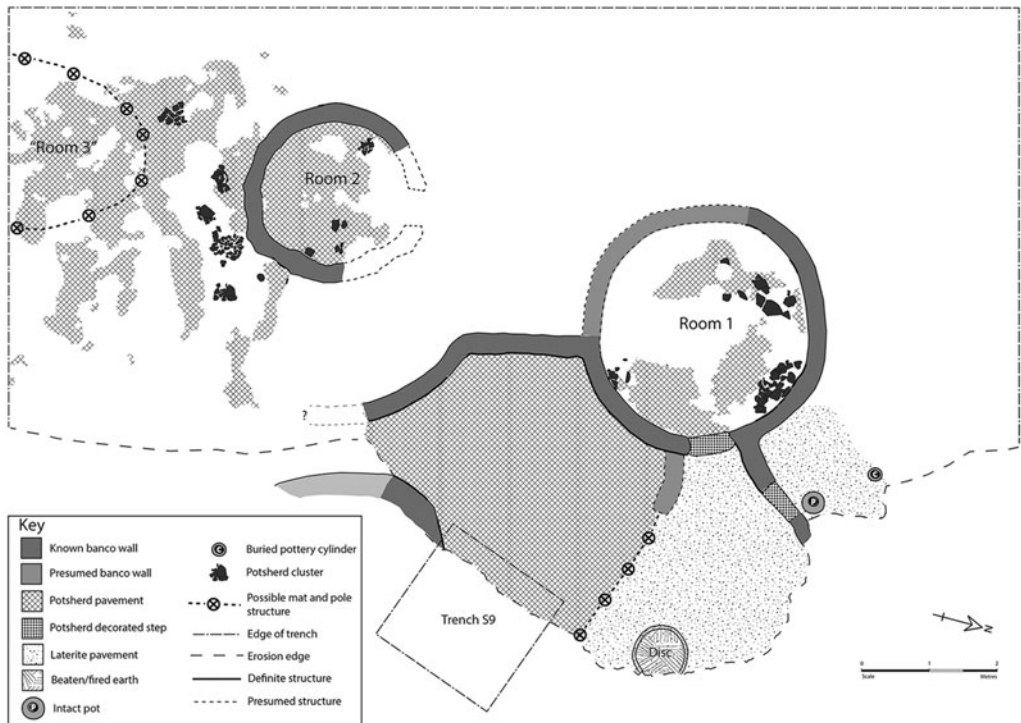 "Room 3"
Room 2
Room 1
?
C
P
Trench S9
Disc
N
0 1 2
Scale Metres
Key
Known banco wall
Presumed banco wall
Potsherd pavement
Potsherd decorated step
Laterite pavement
Beaten/fired earth
P Intact pot
C Buried pottery cylinder
Potsherd cluster
Possible mat and pole
structure
Edge of trench
Erosion edge
Definite structure
Presumed structure